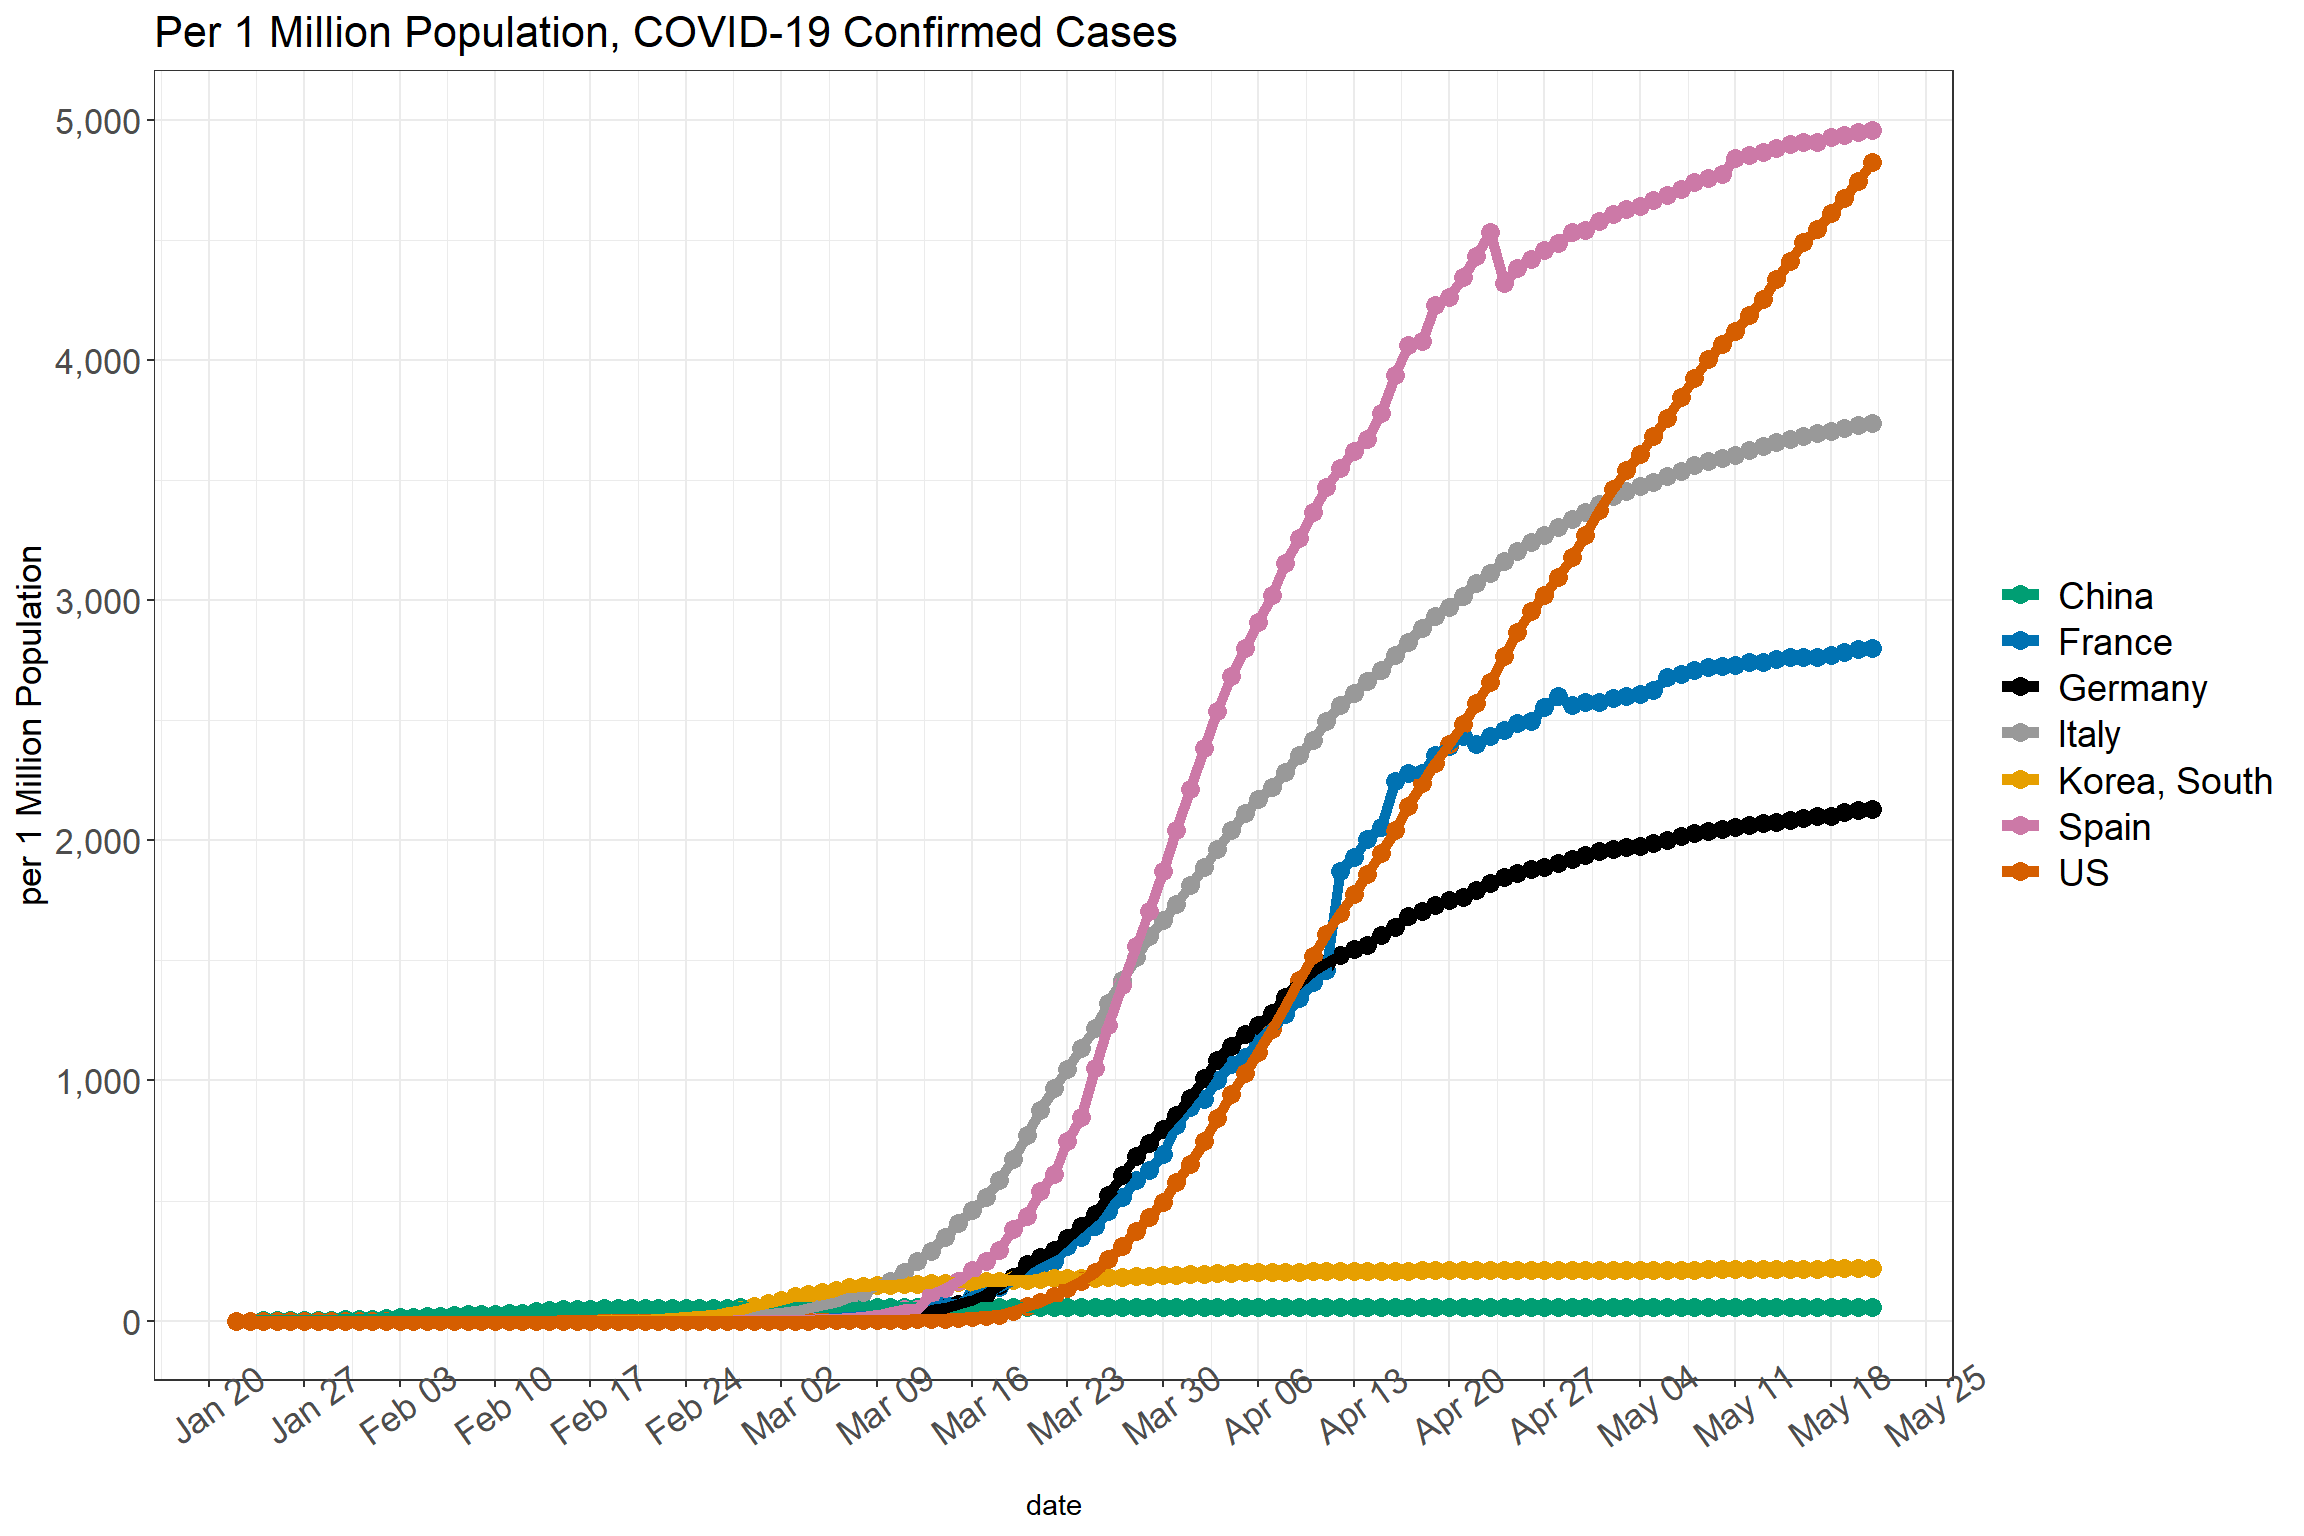 Per 1 Million Population, COVID-19 Confirmed Cases
per 1 Million Population
5,000
4,000
3,000
2,000
1,000
0
Jan 20
Jan 27
Feb 03
Feb 10
Feb 17
Feb 24
Mar 02
Mar 09
Mar 16
Mar 23
Mar 30
Apr 06
Apr 13
Apr 20
Apr 27
May 04
May 11
May 18
May 25
date
China
France
Germany
Italy
Korea, South
Spain
US